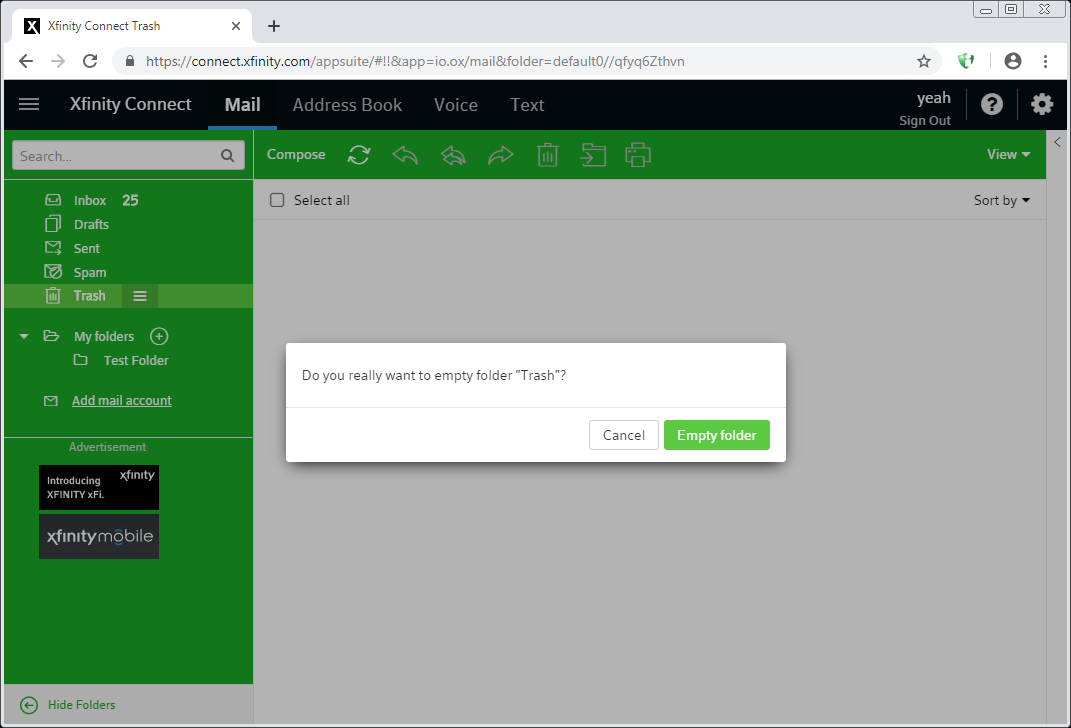 Xfinity Connect Trash
https://connect.xfinity.com/appsuite/#!!&app=io.ox/mail&folder=default0//qfyq6Zthvn
Xfinity Connect
Mail
Address Book
Voice
Text
yeah
Sign Out
Search...
Compose
View
Inbox 25
Drafts
Sent
Spam
Trash
My folders
Test Folder
Add mail account
Select all
Sort by
Do you really want to empty folder "Trash"?
Cancel
Empty folder
Advertisement
xfinity
Introducing
XFINITY xFi.
xfinitymobile
Hide Folders